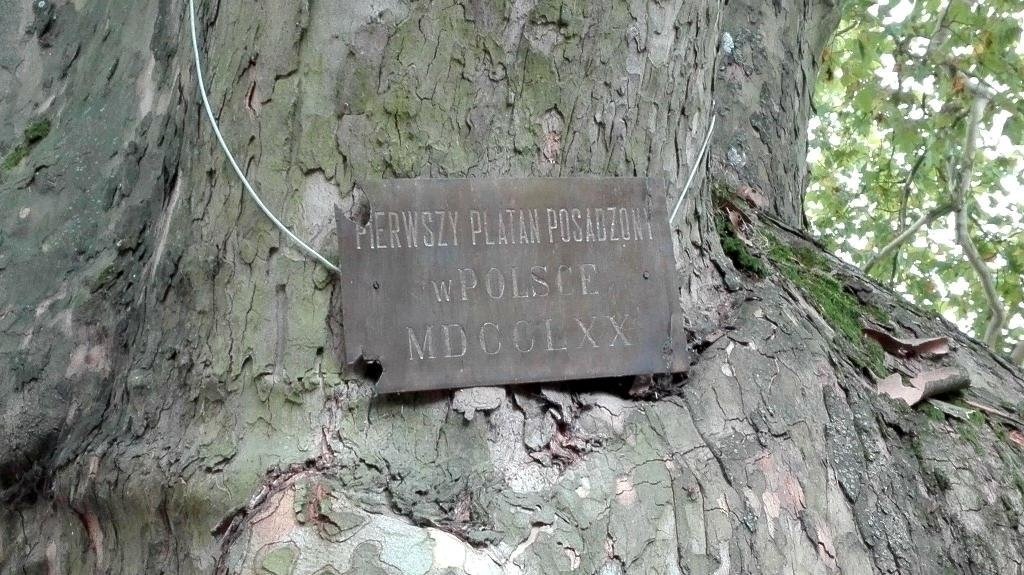 PIERWSZY PLATAN POSADZONY
w POLSCE
MDCCLXX